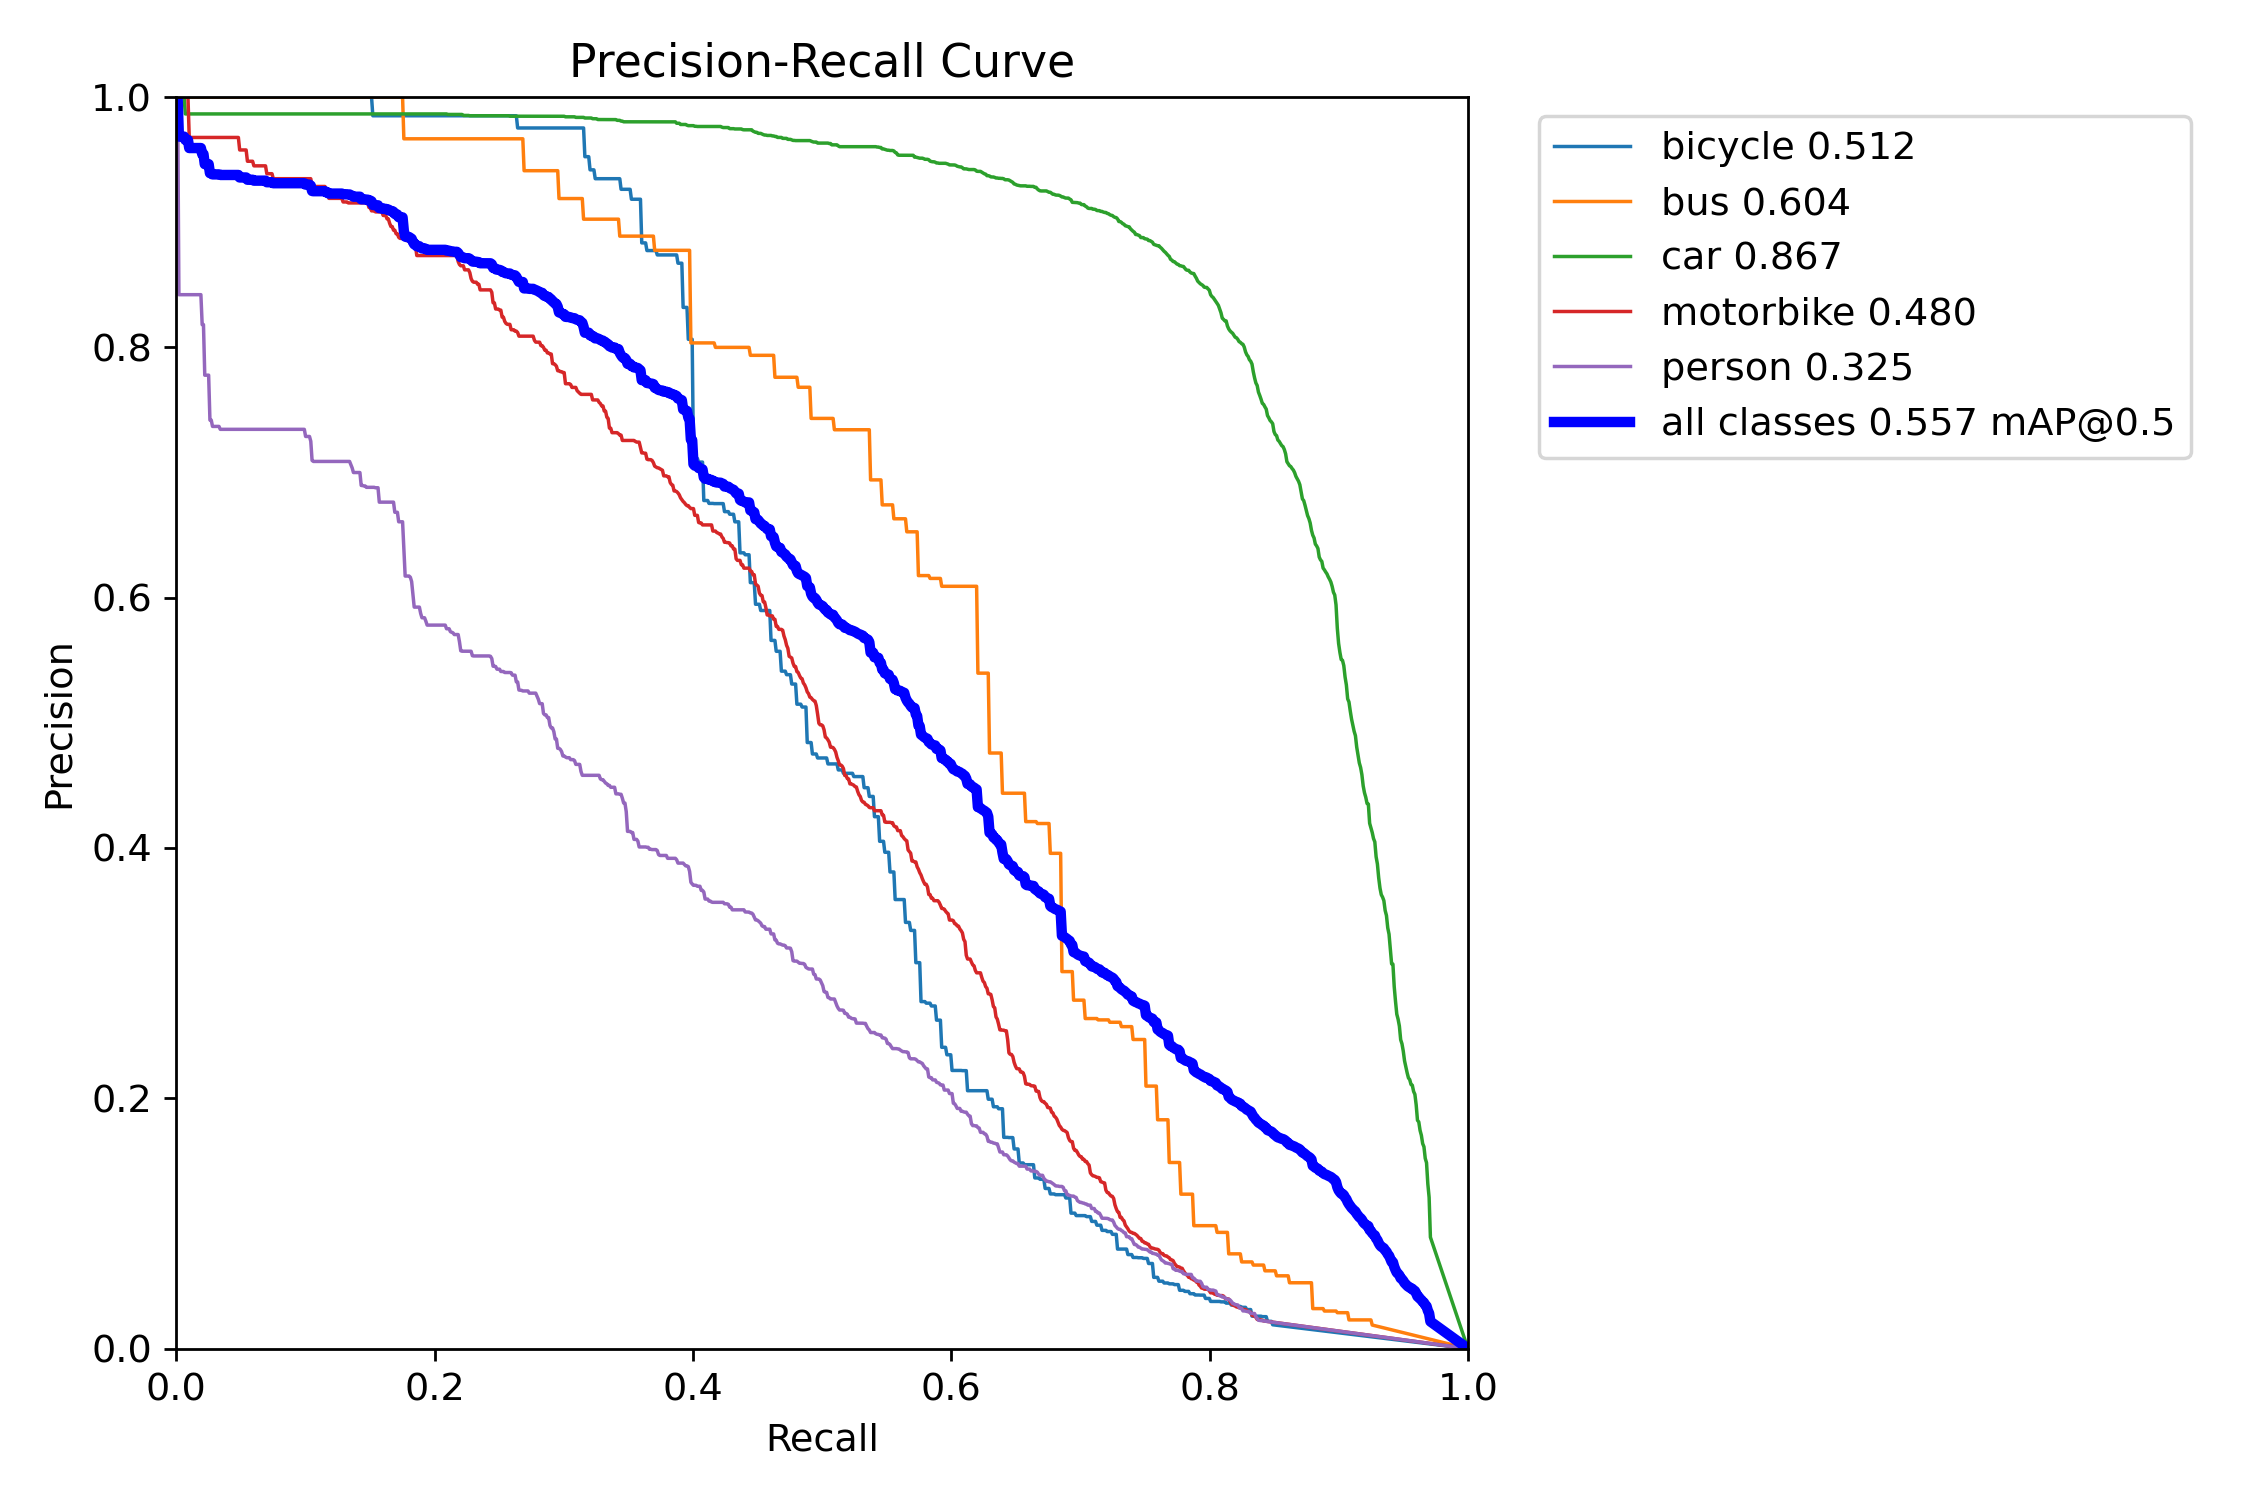 Precision-Recall Curve
1.0
0.8
0.6
0.4
0.2
0.0
Precision
0.0 0.2 0.4 0.6 0.8 1.0
Recall
bicycle 0.512
bus 0.604
car 0.867
motorbike 0.480
person 0.325
all classes 0.557 mAP@0.5